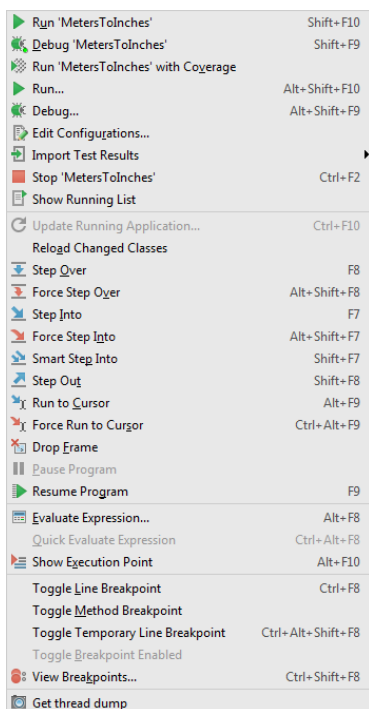 Run 'MetersToInches' Shift+F10
Debug 'MetersToInches' Shift+F9
Run 'MetersToInches' with Coverage
Run... Alt+Shift+F10
Debug... Alt+Shift+F9
Edit Configurations...
Import Test Results
Stop 'MetersToInches' Ctrl+F2
Show Running List
Update Running Application... Ctrl+F10
Reload Changed Classes
Step Over F8
Force Step Over Alt+Shift+F8
Step Into F7
Force Step Into Alt+Shift+F7
Smart Step Into Shift+F7
Step Out Shift+F8
Run to Cursor Alt+F9
Force Run to Cursor Ctrl+Alt+F9
Drop Frame
Pause Program
Resume Program F9
Evaluate Expression... Alt+F8
Quick Evaluate Expression Ctrl+Alt+F8
Show Execution Point Alt+F10
Toggle Line Breakpoint Ctrl+F8
Toggle Method Breakpoint
Toggle Temporary Line Breakpoint Ctrl+Alt+Shift+F8
Toggle Breakpoint Enabled
View Breakpoints... Ctrl+Shift+F8
Get thread dump